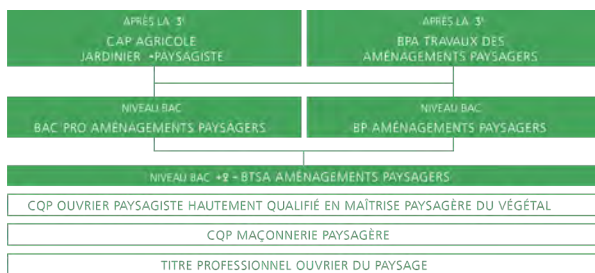 APRÈS LA 3e
CAP AGRICOLE
JARDINIER -PAYSAGISTE
APRÈS LA 3e
BPA TRAVAUX DES
AMÉNAGEMENTS PAYSAGERS
NIVEAU BAC
BAC PRO AMÉNAGEMENTS PAYSAGERS
NIVEAU BAC
BP AMÉNAGEMENTS PAYSAGERS
NIVEAU BAC +2 - BTSA AMÉNAGEMENTS PAYSAGERS
CQP OUVRIER PAYSAGISTE HAUTEMENT QUALIFIÉ EN MAÎTRISE PAYSAGÈRE DU VÉGÉTAL
CQP MAÇONNERIE PAYSAGÈRE
TITRE PROFESSIONNEL OUVRIER DU PAYSAGE